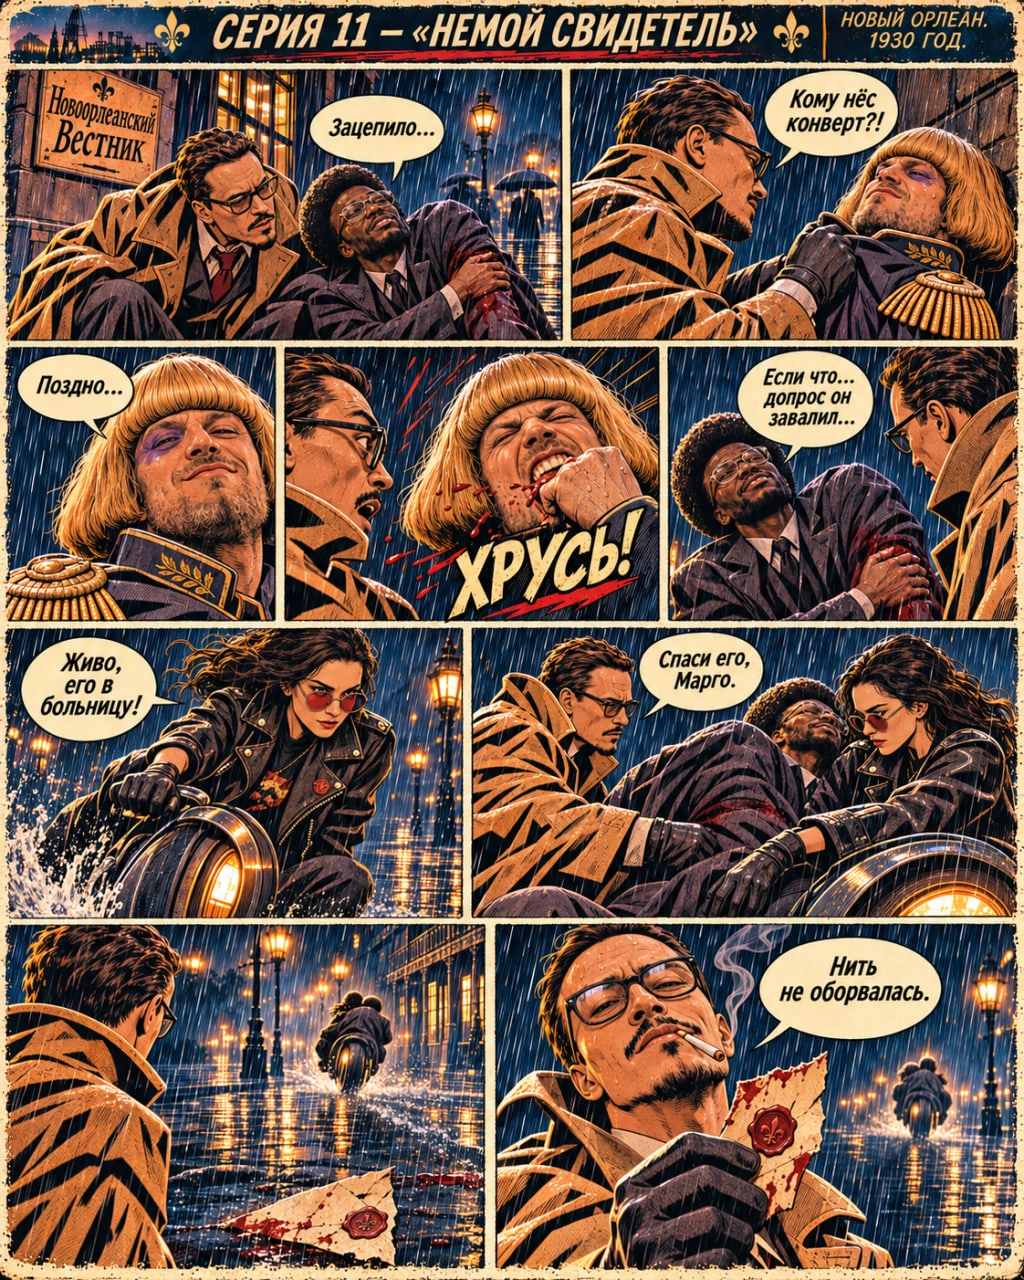 СЕРИЯ 11 – «НЕМОЙ СВИДЕТЕЛЬ»
НОВЫЙ ОРЛЕАН.
1930 ГОД.
Новоорлеанский
Вестник
Зацепило...
Кому нёс
конверт?!
Поздно...
ХРУСЬ!
Если что...
допрос он
завалил...
Живо,
его в
больницу!
Спаси его,
Марго.
Нить
не оборвалась.